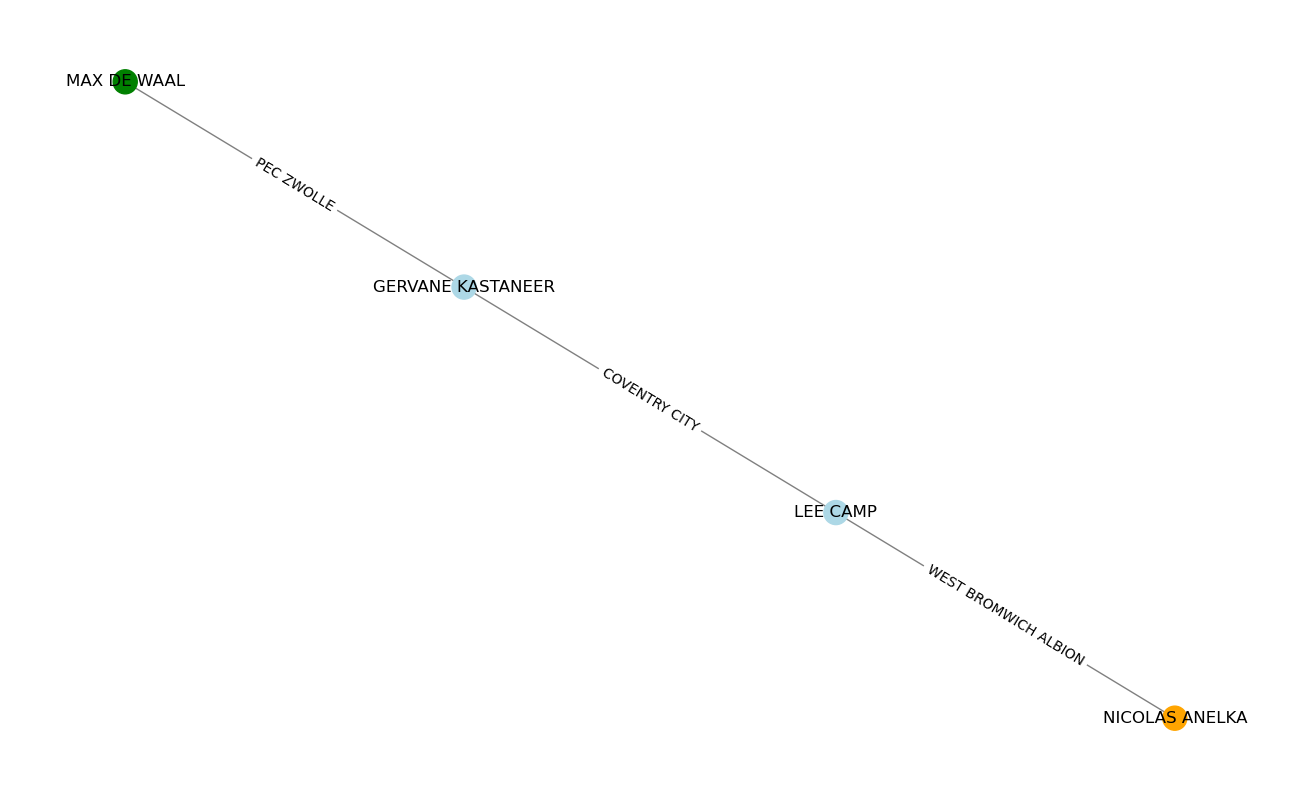 MAX DE WAAL
PEC ZWOLLE
GERVANE KASTANEER
COVENTRY CITY
LEE CAMP
WEST BROMWICH ALBION
NICOLAS ANELKA